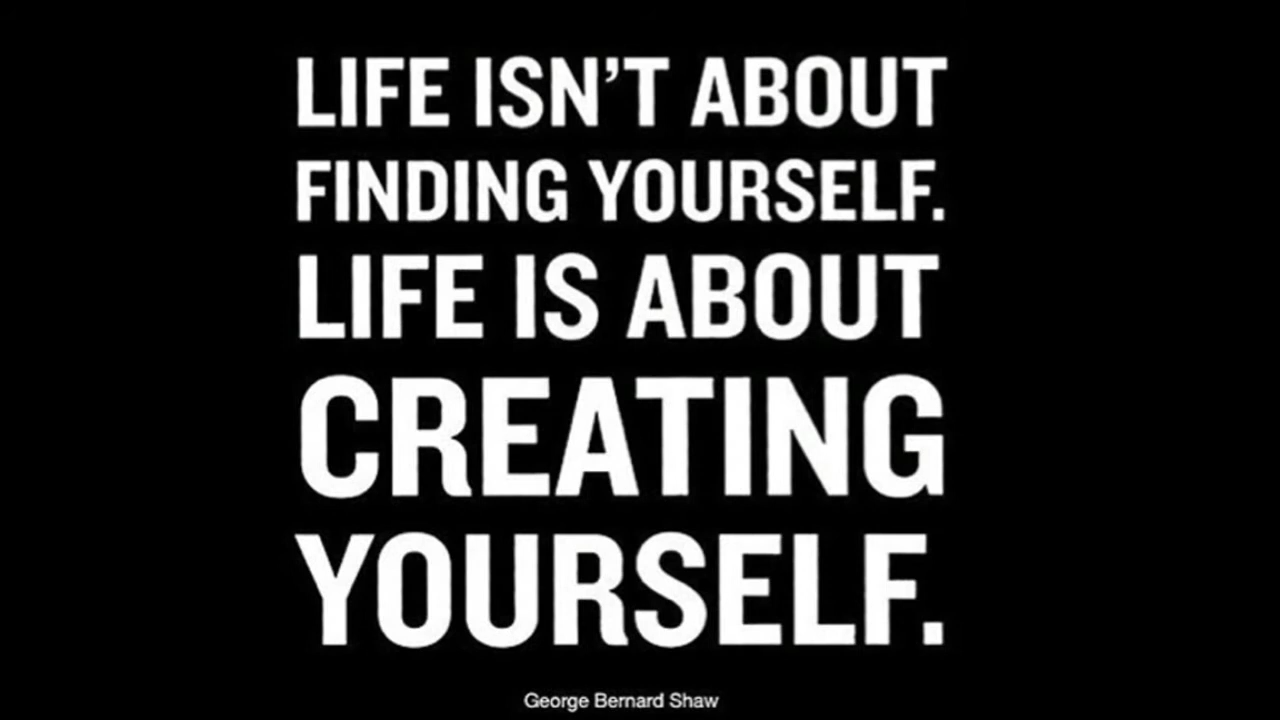 LIFE ISN’T ABOUT
FINDING YOURSELF.
LIFE IS ABOUT
CREATING
YOURSELF.
George Bernard Shaw